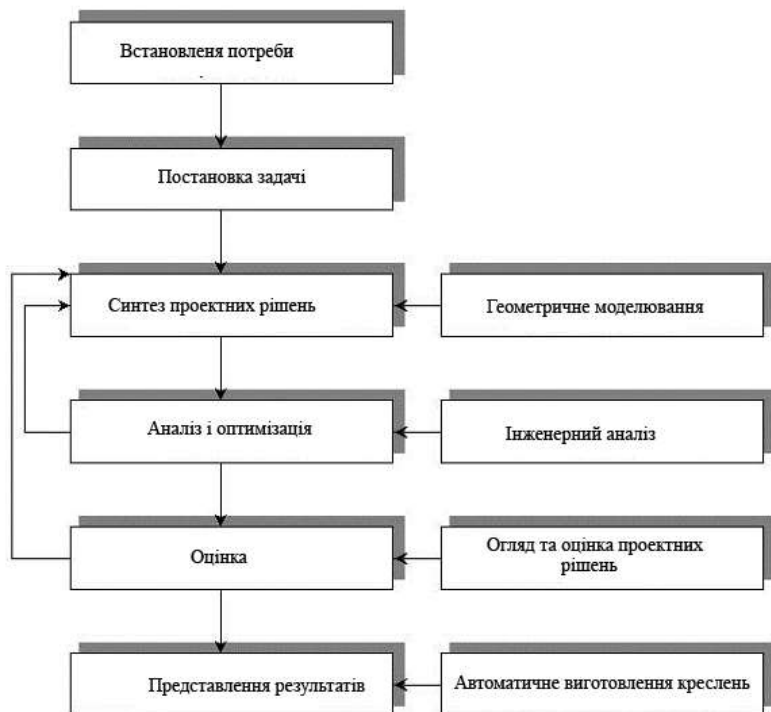 Встановленя потреби
Постановка задачі
Синтез проектних рішень
Геометричне моделювання
Аналіз і оптимізація
Інженерний аналіз
Оцінка
Огляд та оцінка проектних
рішень
Представлення результатів
Автоматичне виготовлення креслень